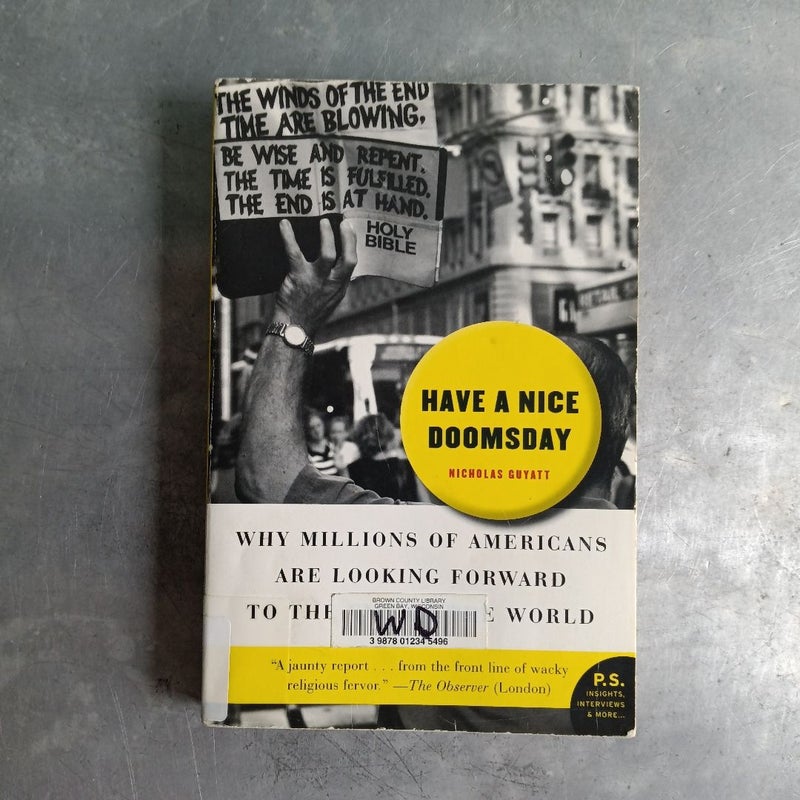 THE WINDS OF THE END
TIME ARE BLOWING,
BE WISE AND REPENT.
THE TIME IS FULFILLED.
THE END IS AT HAND.
HOLY
BIBLE
HAVE A NICE
DOOMSDAY
NICHOLAS GUYATT
WHY MILLIONS OF AMERICANS
ARE LOOKING FORWARD
TO THE WORLD
BROWN COUNTY LIBRARY
GREEN BAY, WISCONSIN
WD
3 9878 01234 5496
"A jaunty report . . . from the front line of wacky
religious fervor." —The Observer (London)
P.S.
INSIGHTS,
INTERVIEWS
& MORE...